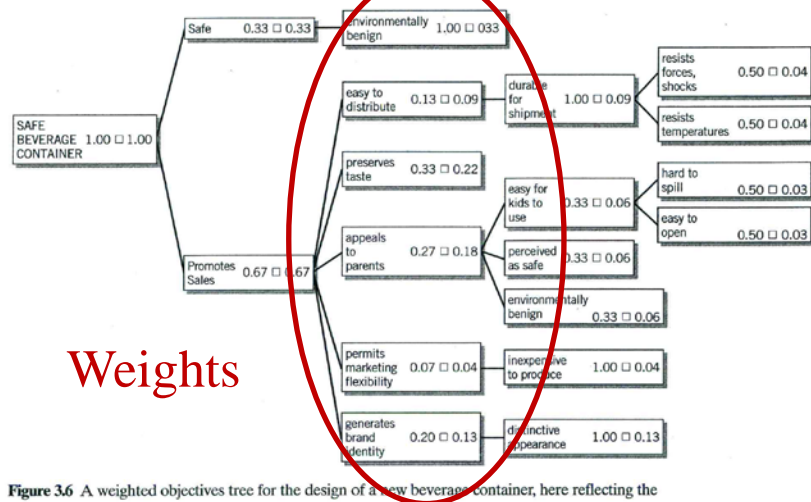 Safe 0.33 □ 0.33
environmentally
benign 1.00 □ 033
easy to
distribute 0.13 □ 0.09
durable
for
shipment 1.00 □ 0.09
resists
forces,
shocks 0.50 □ 0.04
resists
temperatures 0.50 □ 0.04
SAFE
BEVERAGE 1.00 □ 1.00
CONTAINER
preserves
taste 0.33 □ 0.22
easy for
kids to
use 0.33 □ 0.06
hard to
spill 0.50 □ 0.03
easy to
open 0.50 □ 0.03
Promotes
Sales 0.67 □ 0.67
appeals
to
parents 0.27 □ 0.18
perceived
as safe 0.33 □ 0.06
environmentally
benign 0.33 □ 0.06
Weights
permits
marketing
flexibility 0.07 □ 0.04
inexpensive
to produce 1.00 □ 0.04
generates
brand
identity 0.20 □ 0.13
distinctive
appearance 1.00 □ 0.13
Figure 3.6 A weighted objectives tree for the design of a new beverage container, here reflecting the